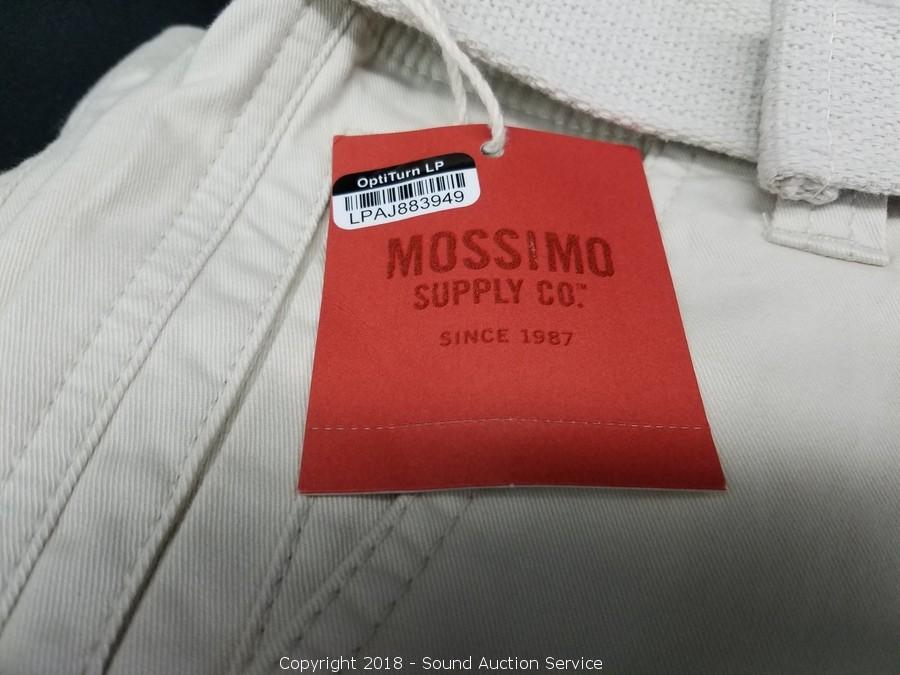 OptiTurn LP
LPAJ883949
MOSSIMO
SUPPLY CO.™
SINCE 1987
Copyright 2018 - Sound Auction Service